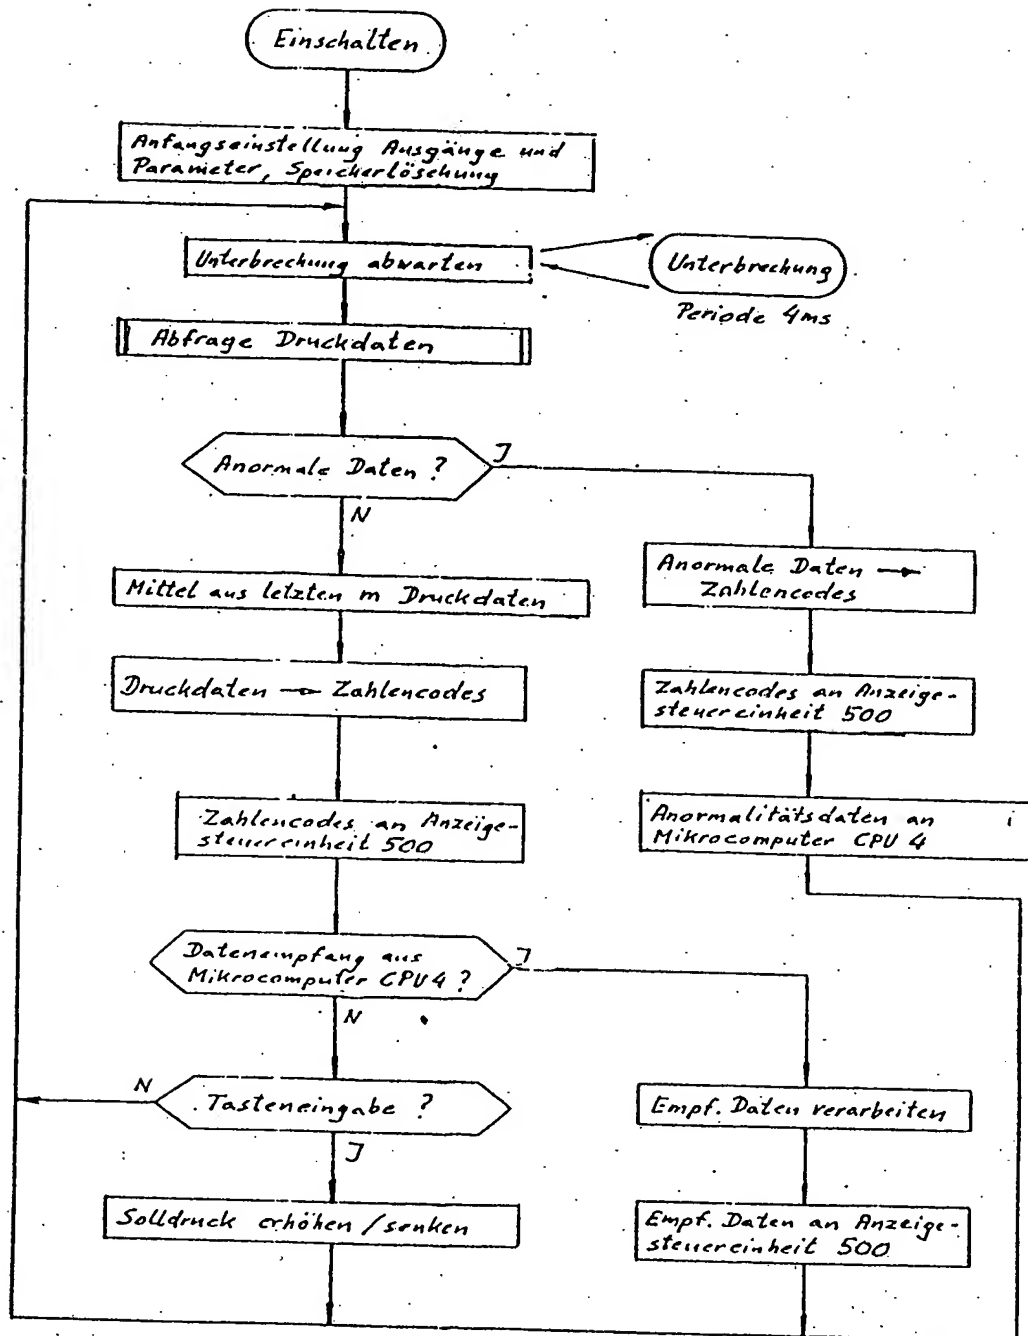 Einschalten
Anfangseinstellung Ausgänge und
Parameter, Speicherlöschung
Unterbrechung abwarten
Unterbrechung
Periode 4ms
Abfrage Druckdaten
Anormale Daten ?
J
N
Anormale Daten →
Zahlencodes
Mittel aus letzten m Druckdaten
Druckdaten → Zahlencodes
Zahlencodes an Anzeige-
steuereinheit 500
Zahlencodes an Anzeige-
steuereinheit 500
Anormalitätsdaten an
Mikrocomputer CPU 4
Datenempfang aus
Mikrocomputer CPU 4 ?
J
N
Tasteneingabe ?
N
J
Empf. Daten verarbeiten
Solldruck erhöhen / senken
Empf. Daten an Anzeige-
steuereinheit 500